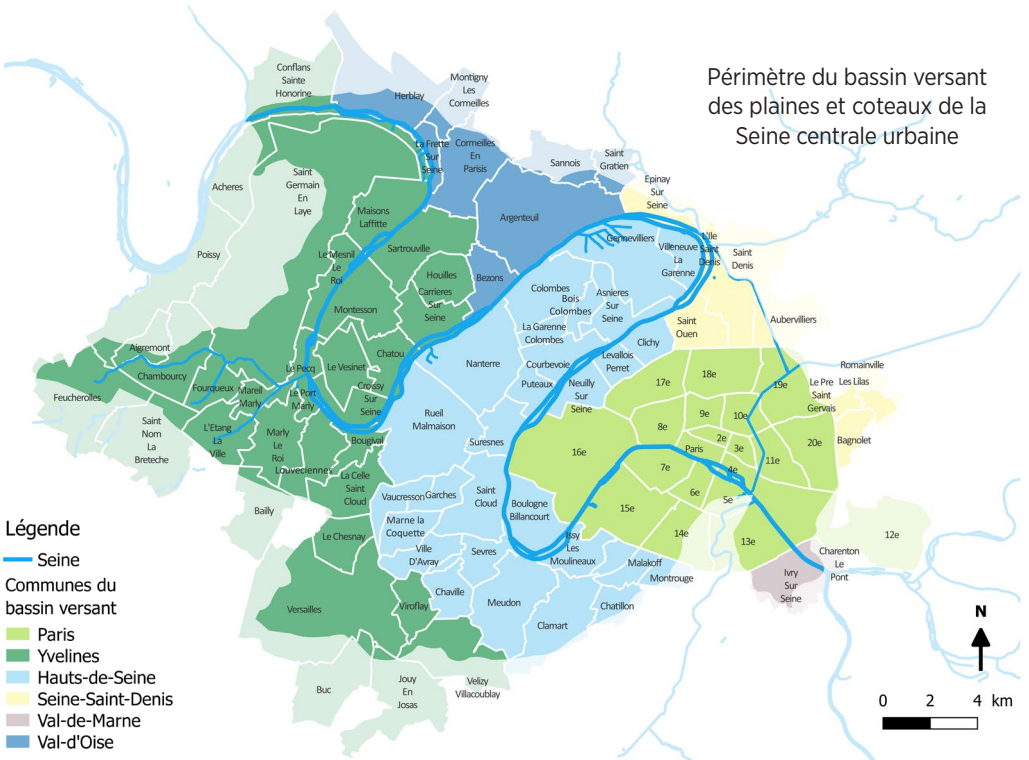 Périmètre du bassin versant
des plaines et coteaux de la
Seine centrale urbaine
Conflans
Sainte
Honorine
Herblay
Montigny
Les
Cormeilles
La Frette
Sur
Seine
Cormeilles
En
Parisis
Sannois
Saint
Gratien
Epinay
Sur
Seine
Acheres
Saint
Germain
En
Laye
Maisons
Laffitte
Argenteuil
Gennevilliers
Villeneuve
La
Garenne
L'Ile
Saint
Denis
Saint
Denis
Poissy
Le Mesnil
Le
Roi
Sartrouville
Houilles
Bezons
Carrieres
Sur
Seine
Colombes
Bois
Colombes
Asnieres
Sur
Seine
Montesson
La Garenne
Colombes
Saint
Ouen
Aubervilliers
Clichy
Aigremont
Chambourcy
Feucherolles
Fourqueux
Mareil
Marly
Le Pecq
Le Port
Marly
Le Vesinet
Chatou
Croissy
Sur
Seine
Nanterre
Courbevoie
Puteaux
Levallois
Perret
Neuilly
Sur
Seine
17e
18e
19e
Romainville
Le Pre
Saint
Gervais
Les Lilas
Bagnolet
Saint
Nom
La
Breteche
L'Etang
La
Ville
Marly
Le
Roi
Louveciennes
Bougival
La Celle
Saint
Cloud
Rueil
Malmaison
Suresnes
8e
9e
10e
2e
3e
Paris
4e
11e
20e
16e
7e
6e
5e
15e
14e
13e
12e
Bailly
Le Chesnay
Vaucresson
Garches
Saint
Cloud
Marne la
Coquette
Ville
D'Avray
Sevres
Boulogne
Billancourt
Issy
Les
Moulineaux
Malakoff
Montrouge
Ivry
Sur
Seine
Charenton
Le
Pont
Versailles
Viroflay
Chaville
Meudon
Clamart
Chatillon
Buc
Jouy
En
Josas
Velizy
Villacoublay
Légende
Seine
Communes du
bassin versant
Paris
Yvelines
Hauts-de-Seine
Seine-Saint-Denis
Val-de-Marne
Val-d'Oise
N
0 2 4 km